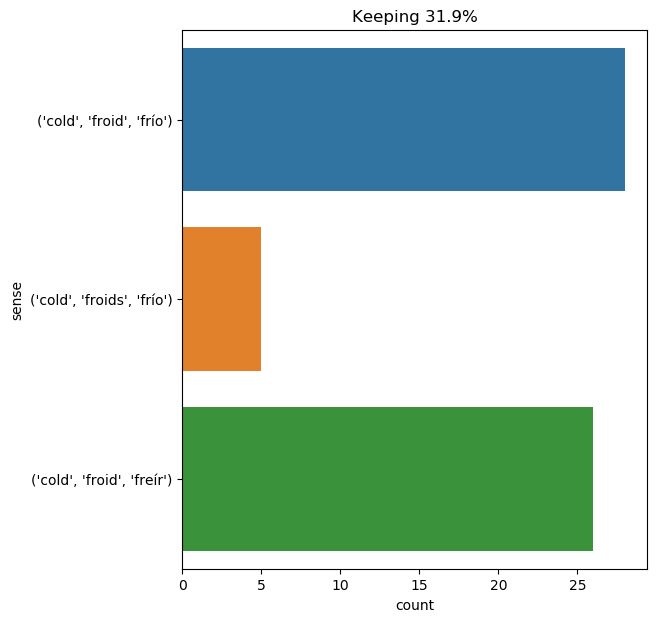 Keeping 31.9%
('cold', 'froid', 'frío')
('cold', 'froids', 'frío')
('cold', 'froid', 'freír')
sense
0 5 10 15 20 25
count